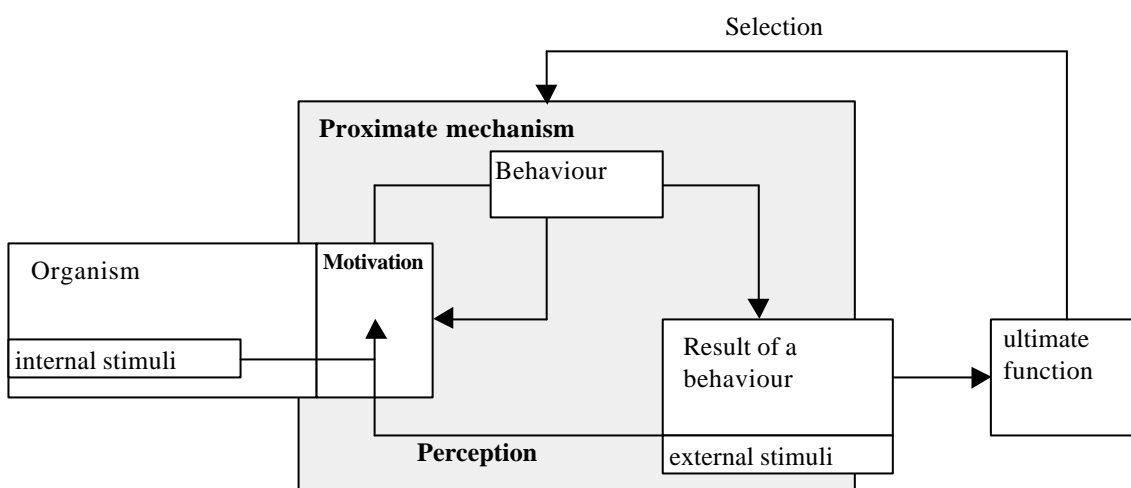 Selection
Proximate mechanism
Behaviour
Organism
Motivation
internal stimuli
Result of a
behaviour
ultimate
function
Perception
external stimuli